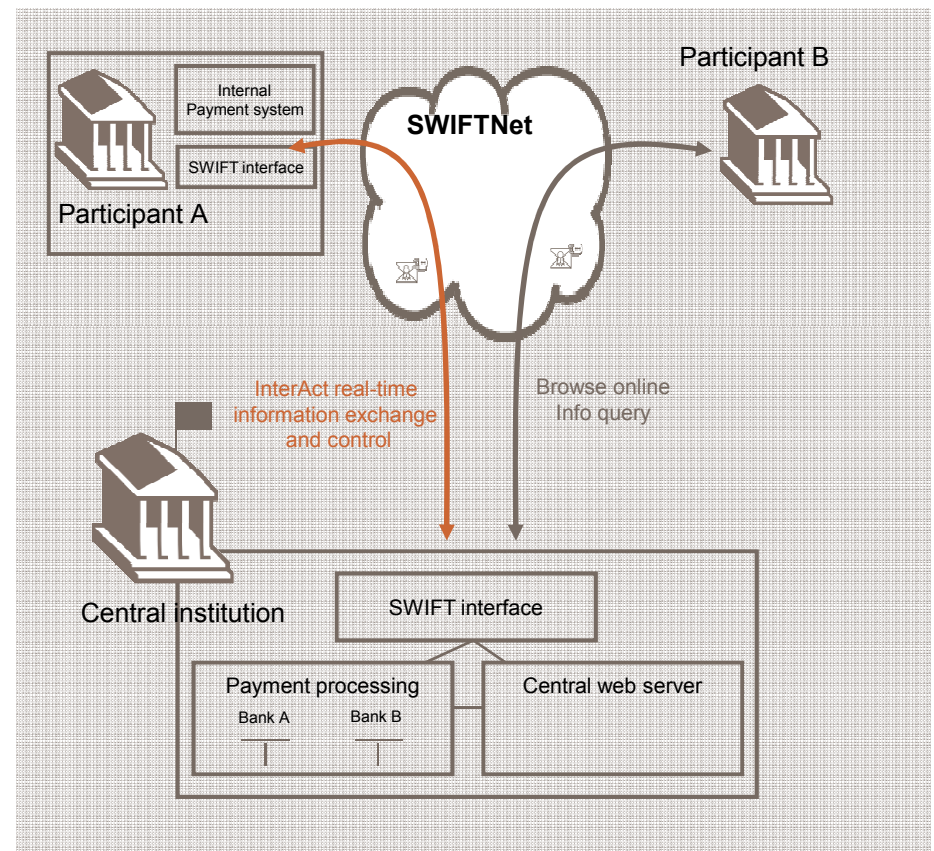 Internal
Payment system
SWIFT interface
Participant A
SWIFTNet
Participant B
InterAct real-time
information exchange
and control
Browse online
Info query
Central institution
SWIFT interface
Payment processing
Bank A
Bank B
Central web server